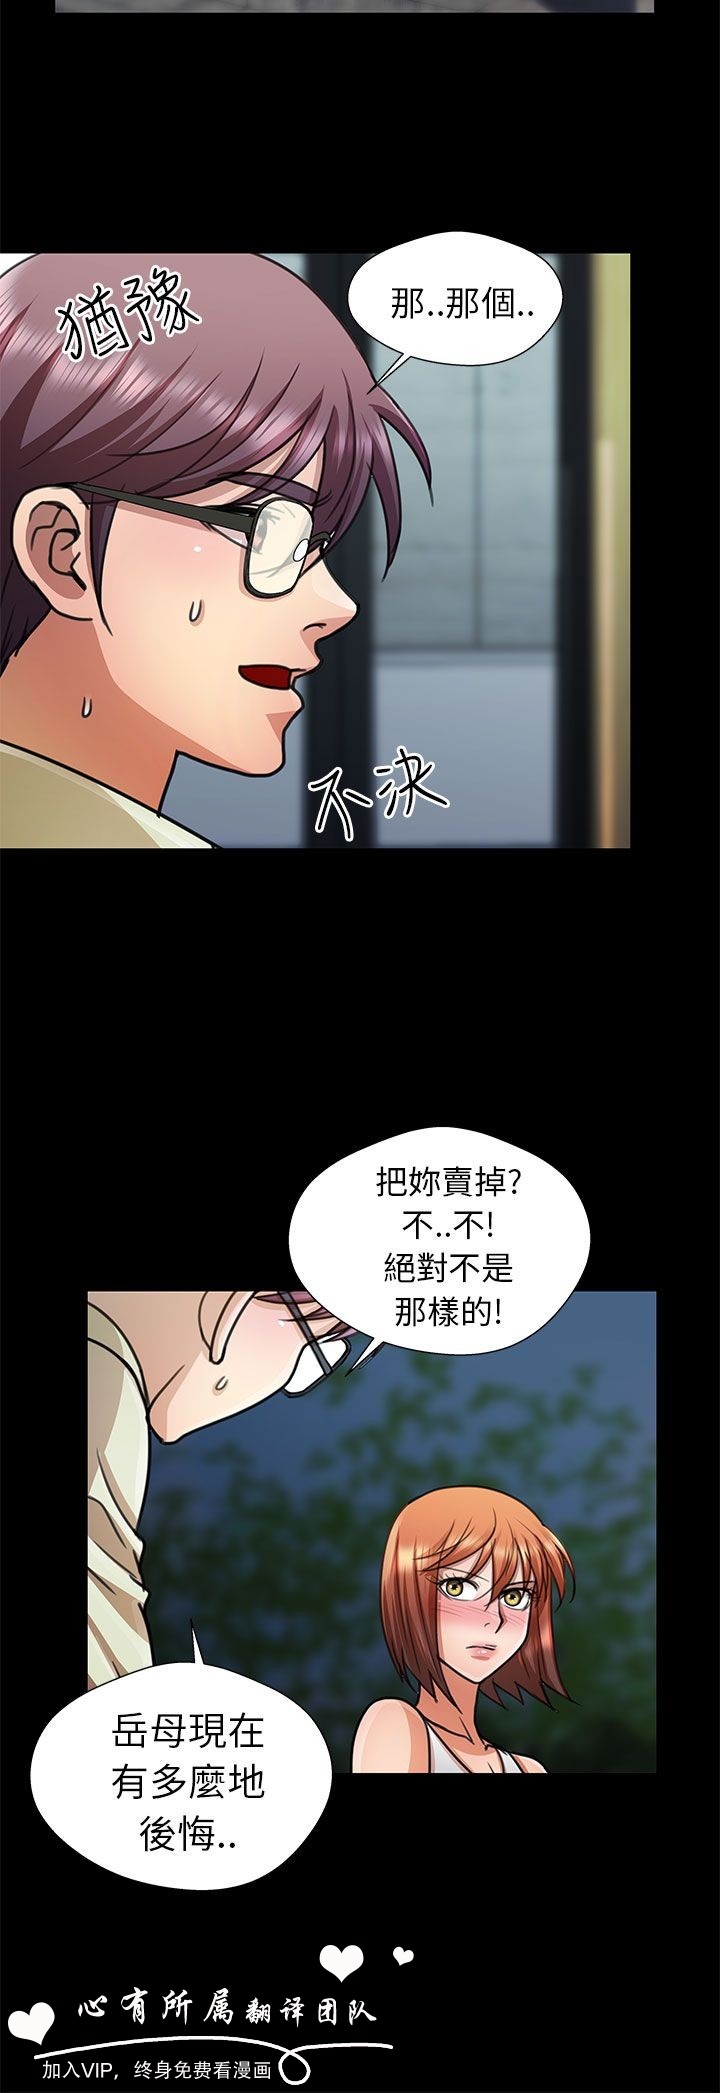 猶豫
那..那個..
不決
把妳賣掉?
不..不!
絕對不是
那樣的!
岳母現在
有多麼地
後悔..
心有所属翻译团队
加入VIP，终身免费看漫画